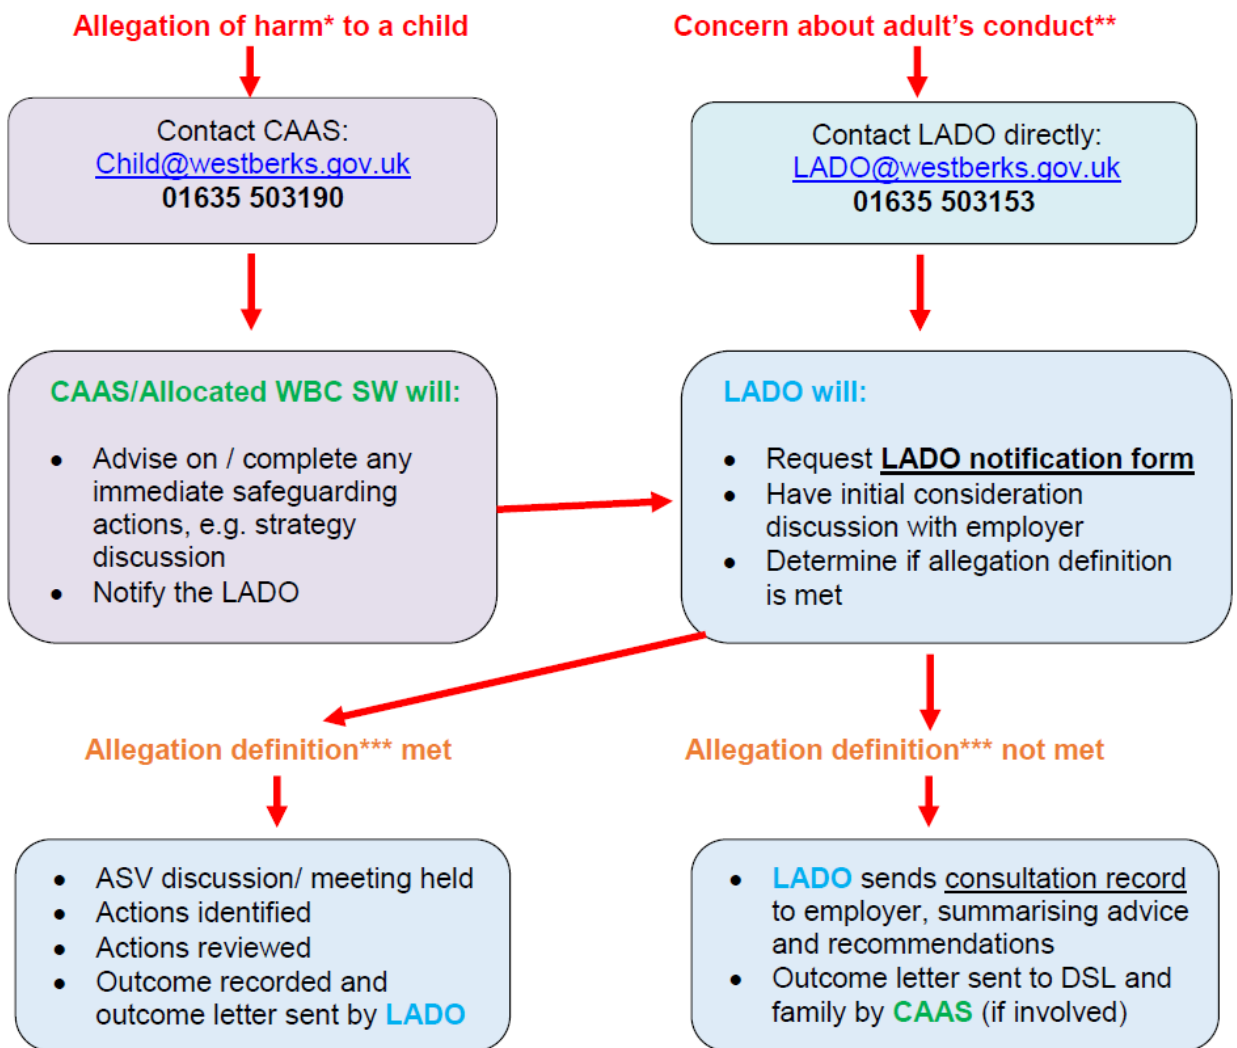 Allegation of harm* to a child
Concern about adult's conduct**
Contact CAAS:
Child@westberks.gov.uk
01635 503190
Contact LADO directly:
LADO@westberks.gov.uk
01635 503153
CAAS/Allocated WBC SW will:
• Advise on / complete any
immediate safeguarding
actions, e.g. strategy
discussion
• Notify the LADO
LADO will:
• Request LADO notification form
• Have initial consideration
discussion with employer
• Determine if allegation definition
is met
Allegation definition*** met
Allegation definition*** not met
• ASV discussion/ meeting held
• Actions identified
• Actions reviewed
• Outcome recorded and
outcome letter sent by LADO
• LADO sends consultation record
to employer, summarising advice
and recommendations
• Outcome letter sent to DSL and
family by CAAS (if involved)